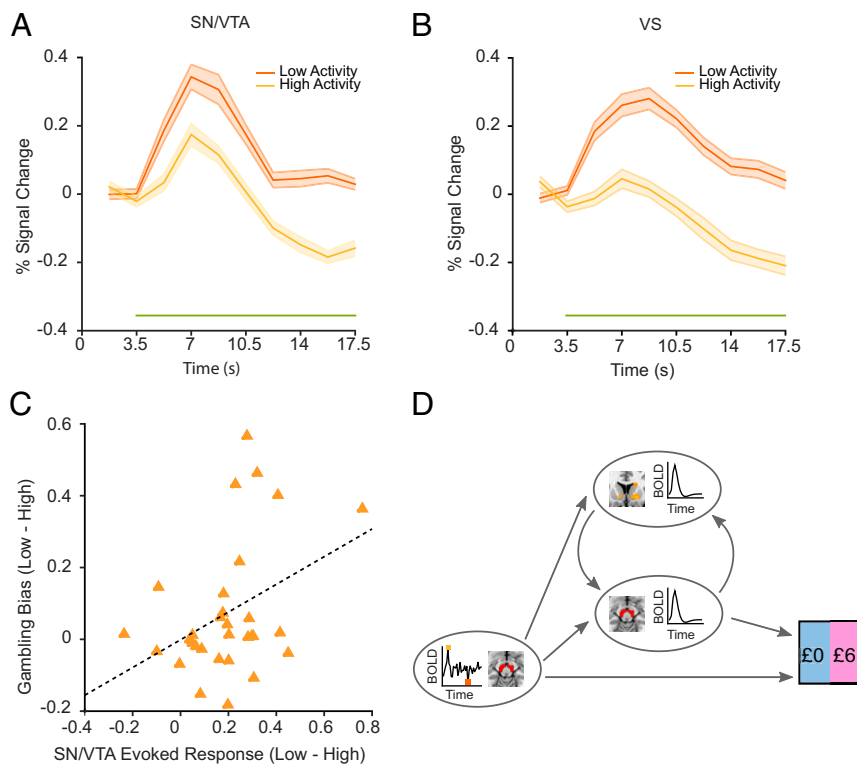 A
SN/VTA
0.4
0.2
0
-0.2
-0.4
% Signal Change
Low Activity
High Activity
0 3.5 7 10.5 14 17.5
Time (s)
B
VS
0.4
0.2
0
-0.2
-0.4
% Signal Change
Low Activity
High Activity
0 3.5 7 10.5 14 17.5
Time (s)
C
0.6
0.4
0.2
0
-0.2
Gambling Bias (Low - High)
-0.4 -0.2 0 0.2 0.4 0.6 0.8
SN/VTA Evoked Response (Low - High)
D
BOLD
Time
BOLD
Time
BOLD
Time
£0 £6